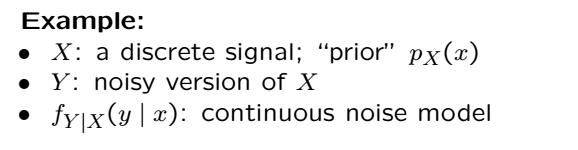 Example:
• X: a discrete signal; “prior” p_X(x)
• Y: noisy version of X
• f_{Y|X}(y | x): continuous noise model